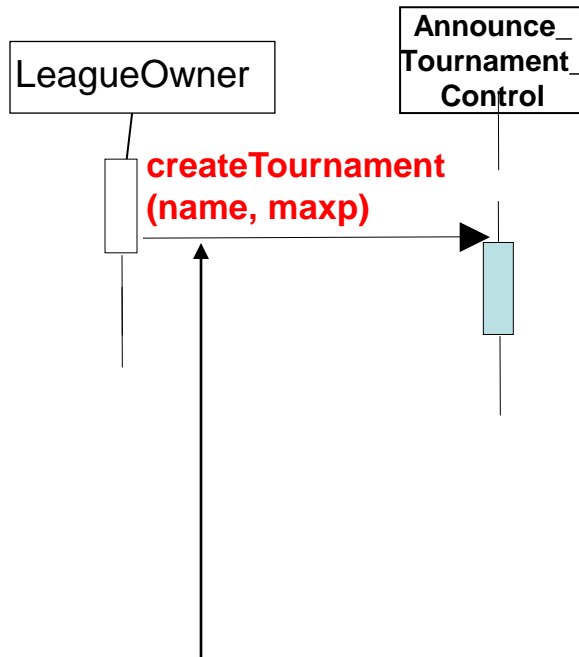 LeagueOwner
Announce_
Tournament_
Control
createTournament
(name, maxp)